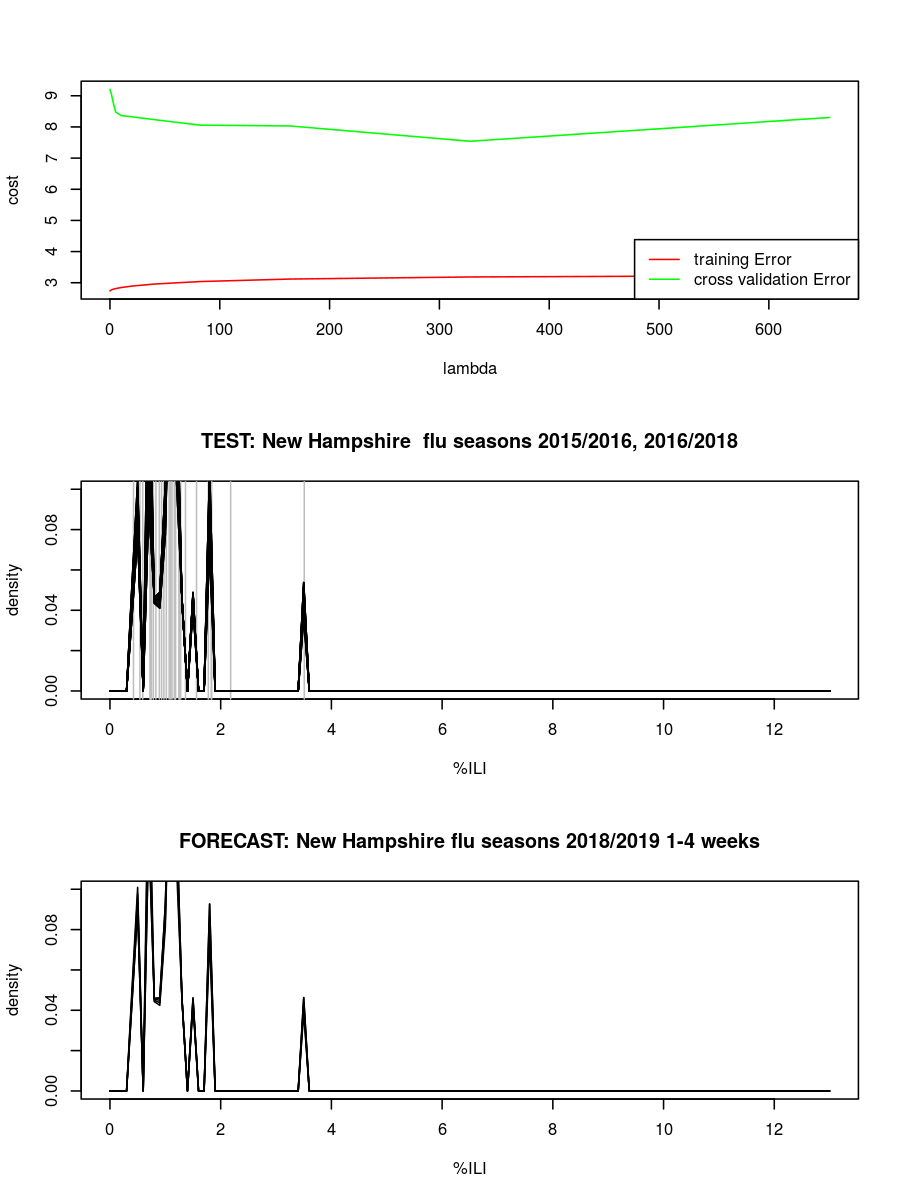 9
8
7
6
5
4
3
cost
training Error
cross validation Error
0 100 200 300 400 500 600
lambda
TEST: New Hampshire  flu seasons 2015/2016, 2016/2018
0.08
0.04
0.00
density
0 2 4 6 8 10 12
%ILI
FORECAST: New Hampshire flu seasons 2018/2019 1-4 weeks
0.08
0.04
0.00
density
0 2 4 6 8 10 12
%ILI